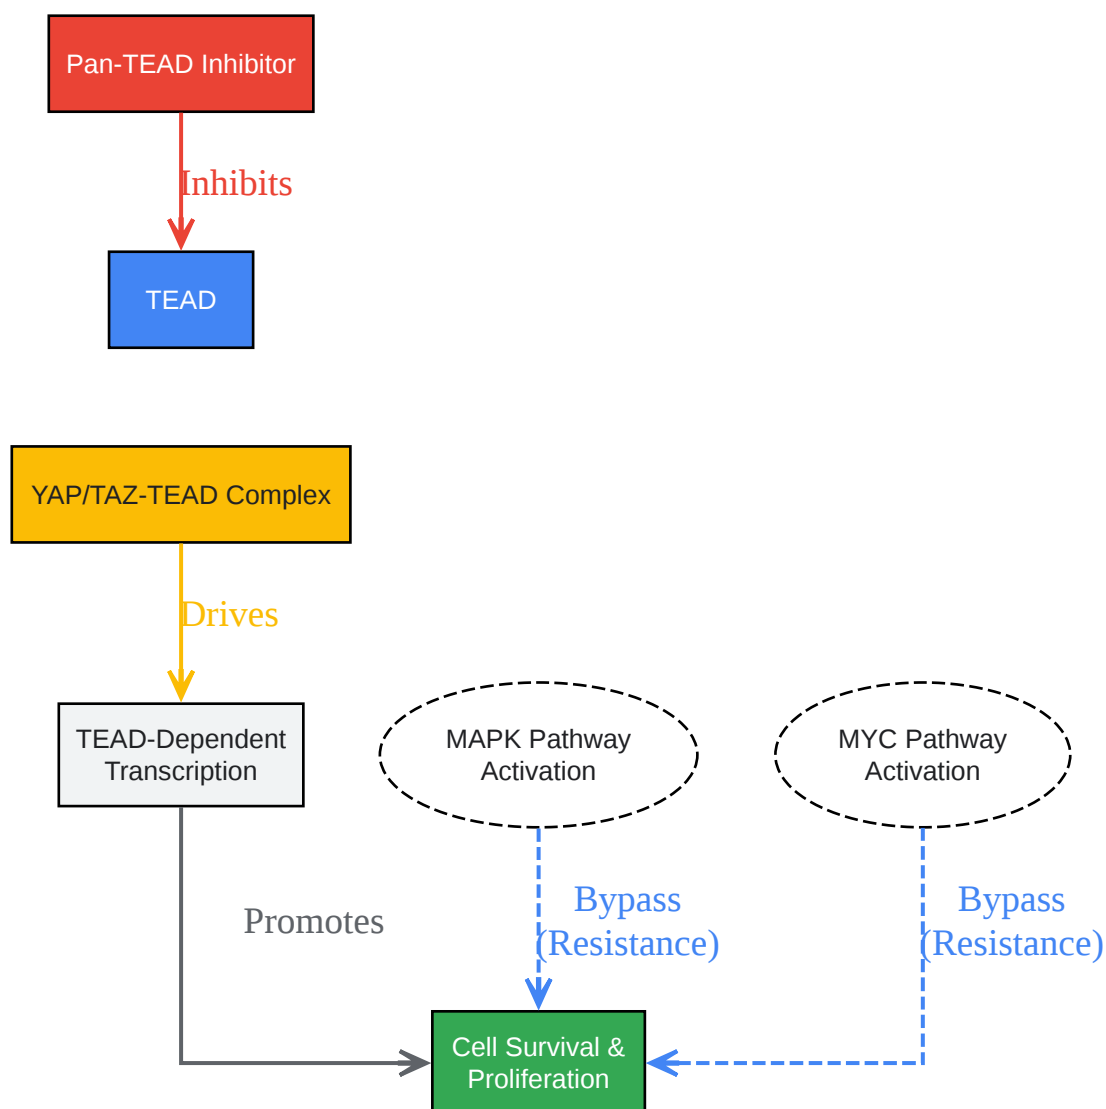 Pan-TEAD Inhibitor
Inhibits
TEAD
YAP/TAZ-TEAD Complex
Drives
TEAD-Dependent
Transcription
MAPK Pathway
Activation
MYC Pathway
Activation
Promotes
Bypass
(Resistance)
Bypass
(Resistance)
Cell Survival &
Proliferation